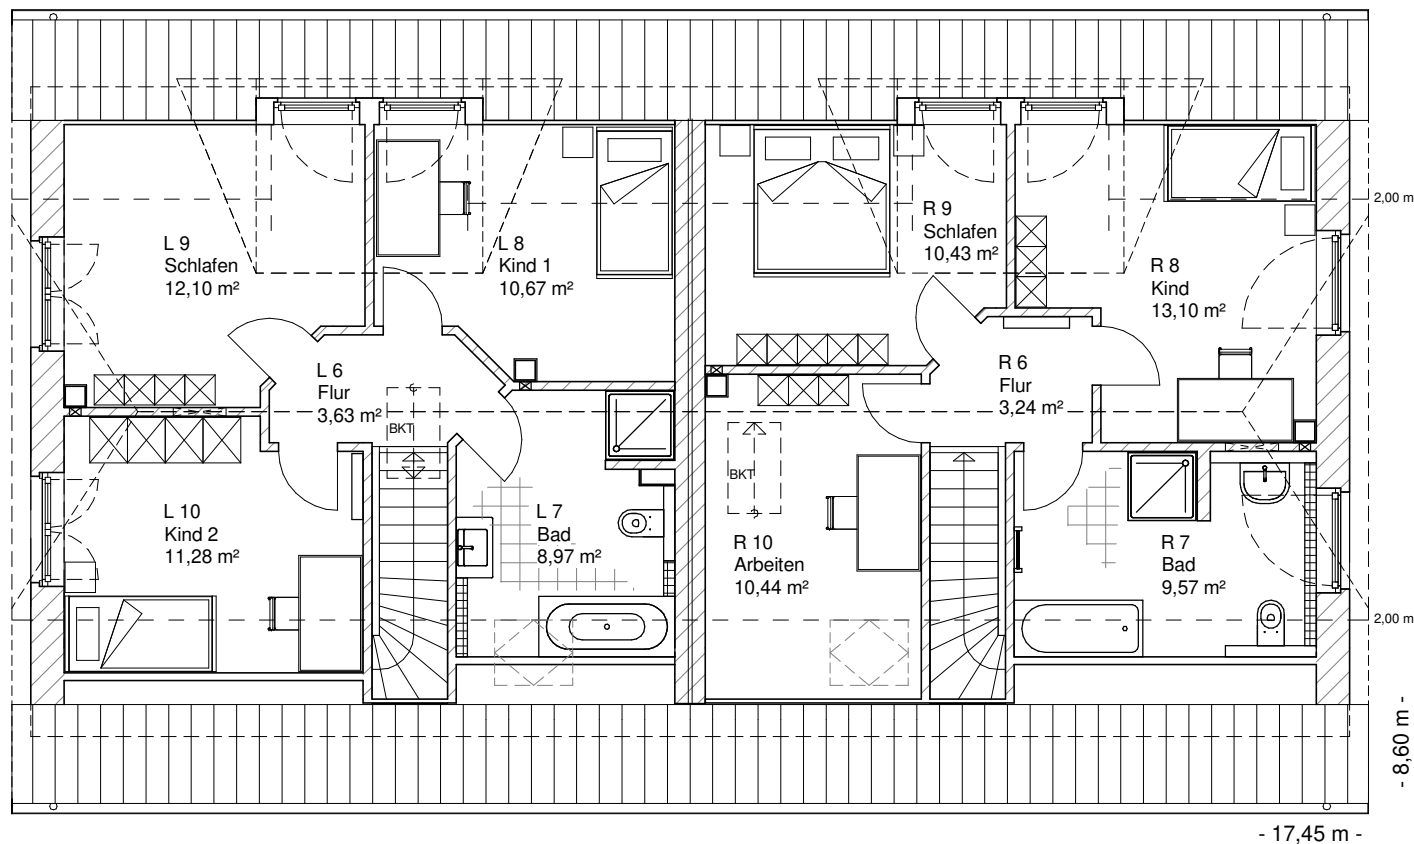 2,00 m
L 9
Schlafen
12,10 m²
L 8
Kind 1
10,67 m²
R 9
Schlafen
10,43 m²
R 8
Kind
13,10 m²
L 6
Flur
3,63 m²
BKT
R 6
Flur
3,24 m²
BKT
L 10
Kind 2
11,28 m²
L 7
Bad
8,97 m²
R 10
Arbeiten
10,44 m²
R 7
Bad
9,57 m²
2,00 m
- 8,60 m -
- 17,45 m -